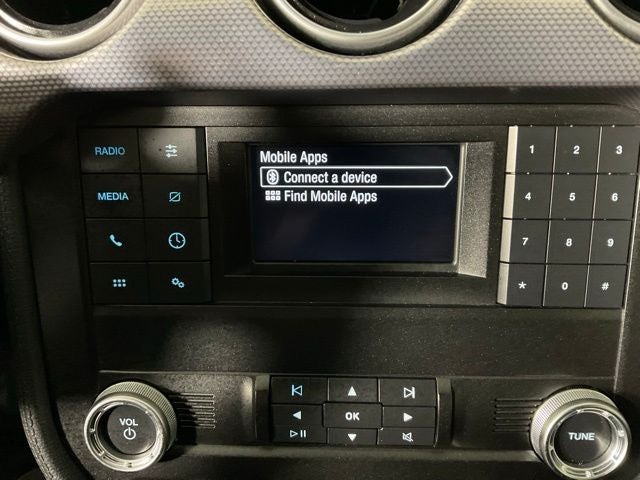 RADIO
MEDIA
Mobile Apps
Connect a device
Find Mobile Apps
1 2 3
4 5 6
7 8 9
* 0 #
VOL
OK
TUNE